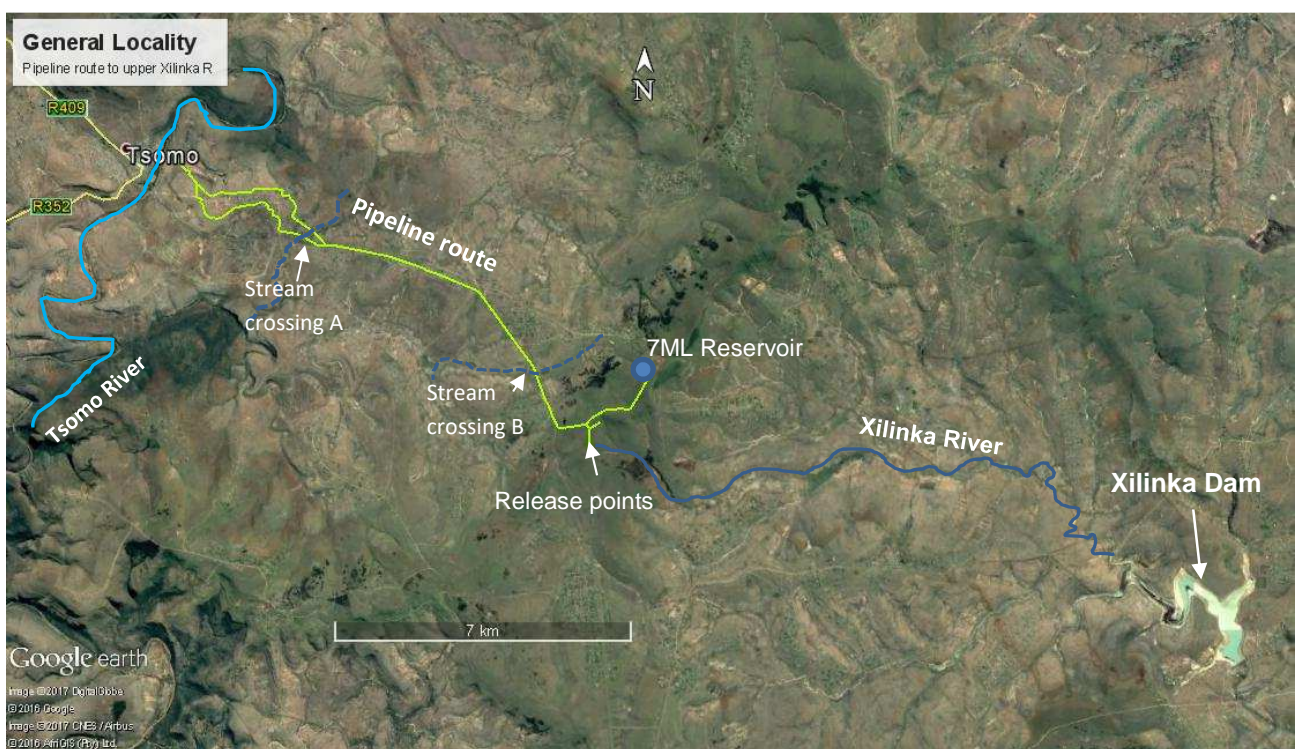 General Locality
Pipeline route to upper Xilinka R
N
R409
Tsomo
R352
Pipeline route
Stream
crossing A
7ML Reservoir
Stream
crossing B
Tsomo River
Xilinka River
Release points
Xilinka Dam
7 km
Google earth
Image ©2017 DigitalGlobe
© 2016 Google
Image ©2017 CNES / Airbus
© 2016 AfriGIS (Pty) Ltd.